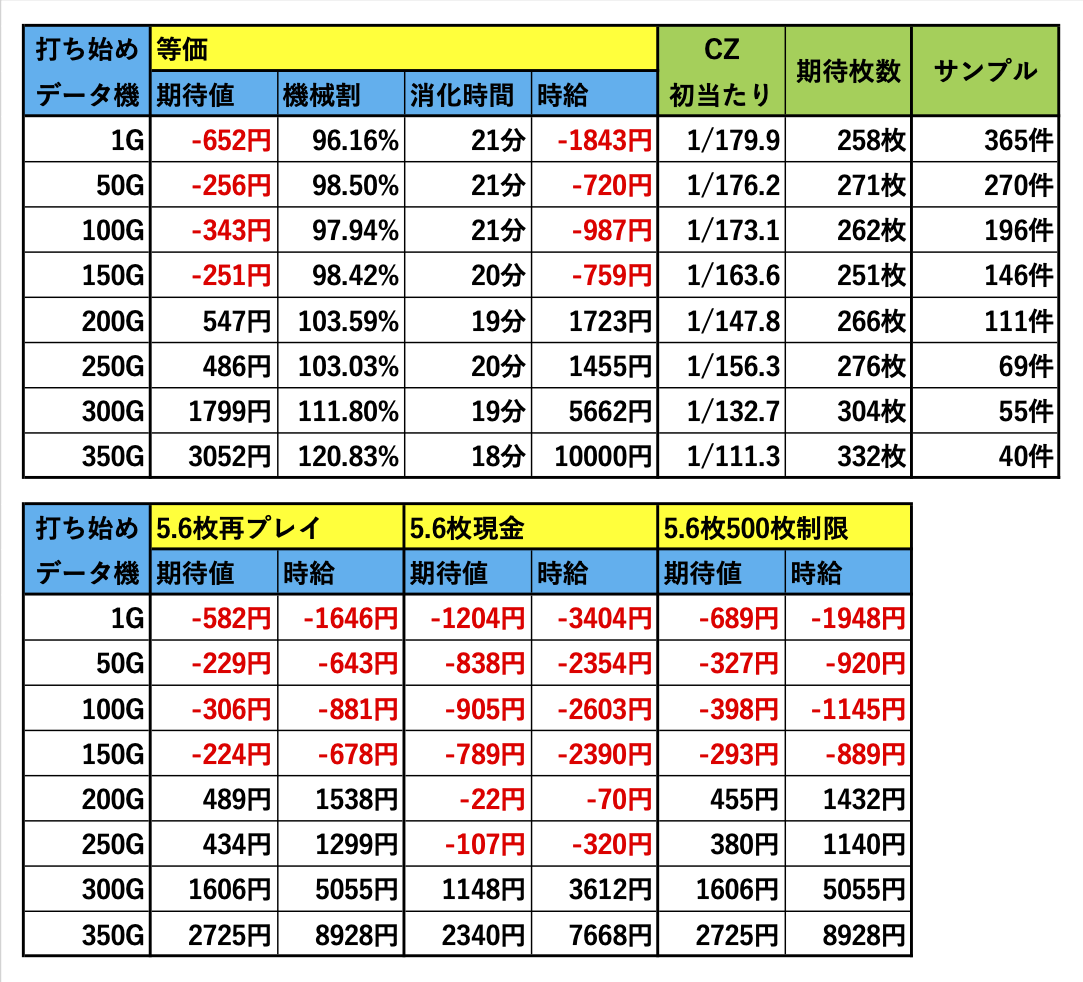 打ち始め 等価 CZ 期待枚数 サンプル
データ機 期待値 機械割 消化時間 時給 初当たり
1G -652円 96.16% 21分 -1843円 1/179.9 258枚 365件
50G -256円 98.50% 21分 -720円 1/176.2 271枚 270件
100G -343円 97.94% 21分 -987円 1/173.1 262枚 196件
150G -251円 98.42% 20分 -759円 1/163.6 251枚 146件
200G 547円 103.59% 19分 1723円 1/147.8 266枚 111件
250G 486円 103.03% 20分 1455円 1/156.3 276枚 69件
300G 1799円 111.80% 19分 5662円 1/132.7 304枚 55件
350G 3052円 120.83% 18分 10000円 1/111.3 332枚 40件
打ち始め 5.6枚再プレイ 5.6枚現金 5.6枚500枚制限
データ機 期待値 時給 期待値 時給 期待値 時給
1G -582円 -1646円 -1204円 -3404円 -689円 -1948円
50G -229円 -643円 -838円 -2354円 -327円 -920円
100G -306円 -881円 -905円 -2603円 -398円 -1145円
150G -224円 -678円 -789円 -2390円 -293円 -889円
200G 489円 1538円 -22円 -70円 455円 1432円
250G 434円 1299円 -107円 -320円 380円 1140円
300G 1606円 5055円 1148円 3612円 1606円 5055円
350G 2725円 8928円 2340円 7668円 2725円 8928円